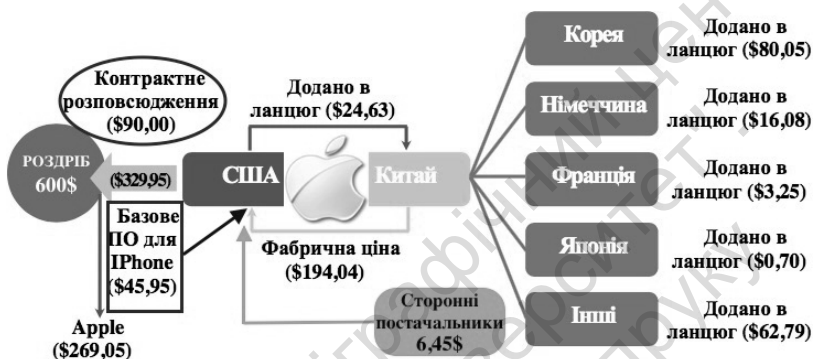 Контрактне
розповсюдження
($90,00)
Додано в
ланцюг ($24,63)
РОЗДРІБ
600$
($329,95)
США
Китай
Базове
ПО для
IPhone
($45,95)
Фабрична ціна
($194,04)
Apple
($269,05)
Сторонні
постачальники
6,45$
Корея
Додано в
ланцюг ($80,05)
Німеччина
Додано в
ланцюг ($16,08)
Франція
Додано в
ланцюг ($3,25)
Японія
Додано в
ланцюг ($0,70)
Інші
Додано в
ланцюг ($62,79)